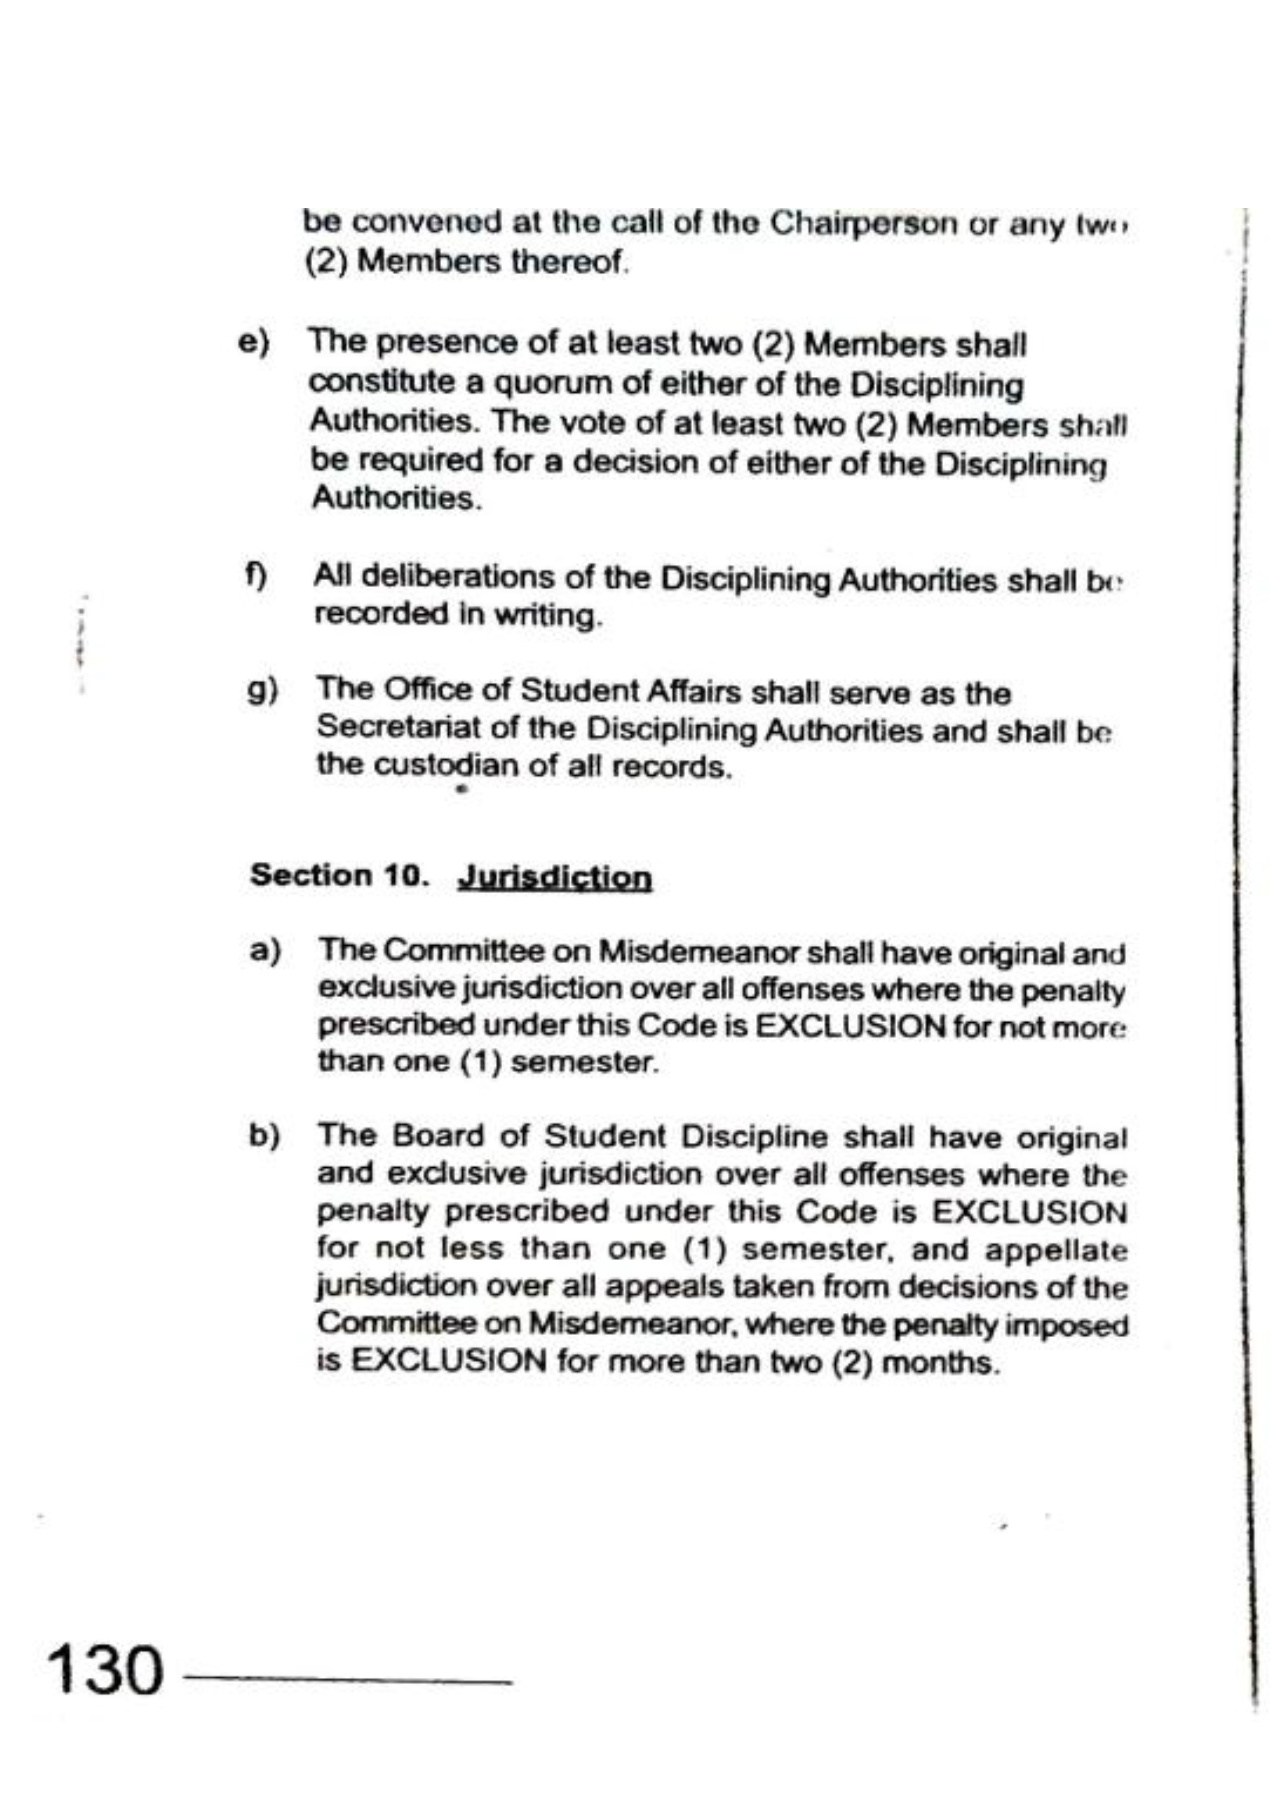 be convened at the call of the Chairperson or any two
(2) Members thereof.
e) The presence of at least two (2) Members shall
constitute a quorum of either of the Disciplining
Authorities. The vote of at least two (2) Members shall
be required for a decision of either of the Disciplining
Authorities.
f) All deliberations of the Disciplining Authorities shall be
recorded in writing.
g) The Office of Student Affairs shall serve as the
Secretariat of the Disciplining Authorities and shall be
the custodian of all records.
Section 10. Jurisdiction
a) The Committee on Misdemeanor shall have original and
exclusive jurisdiction over all offenses where the penalty
prescribed under this Code is EXCLUSION for not more
than one (1) semester.
b) The Board of Student Discipline shall have original
and exclusive jurisdiction over all offenses where the
penalty prescribed under this Code is EXCLUSION
for not less than one (1) semester, and appellate
jurisdiction over all appeals taken from decisions of the
Committee on Misdemeanor, where the penalty imposed
is EXCLUSION for more than two (2) months.
130